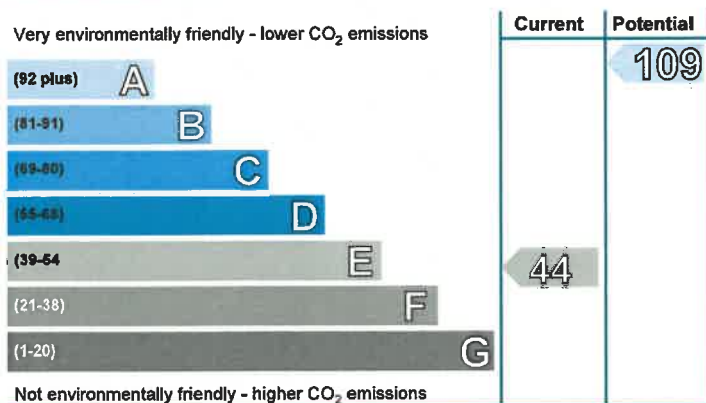 Current Potential
Very environmentally friendly - lower CO₂ emissions
109
(92 plus) A
(81-91) B
(69-80) C
(55-68) D
(39-54 E
44
(21-38) F
(1-20) G
Not environmentally friendly - higher CO₂ emissions